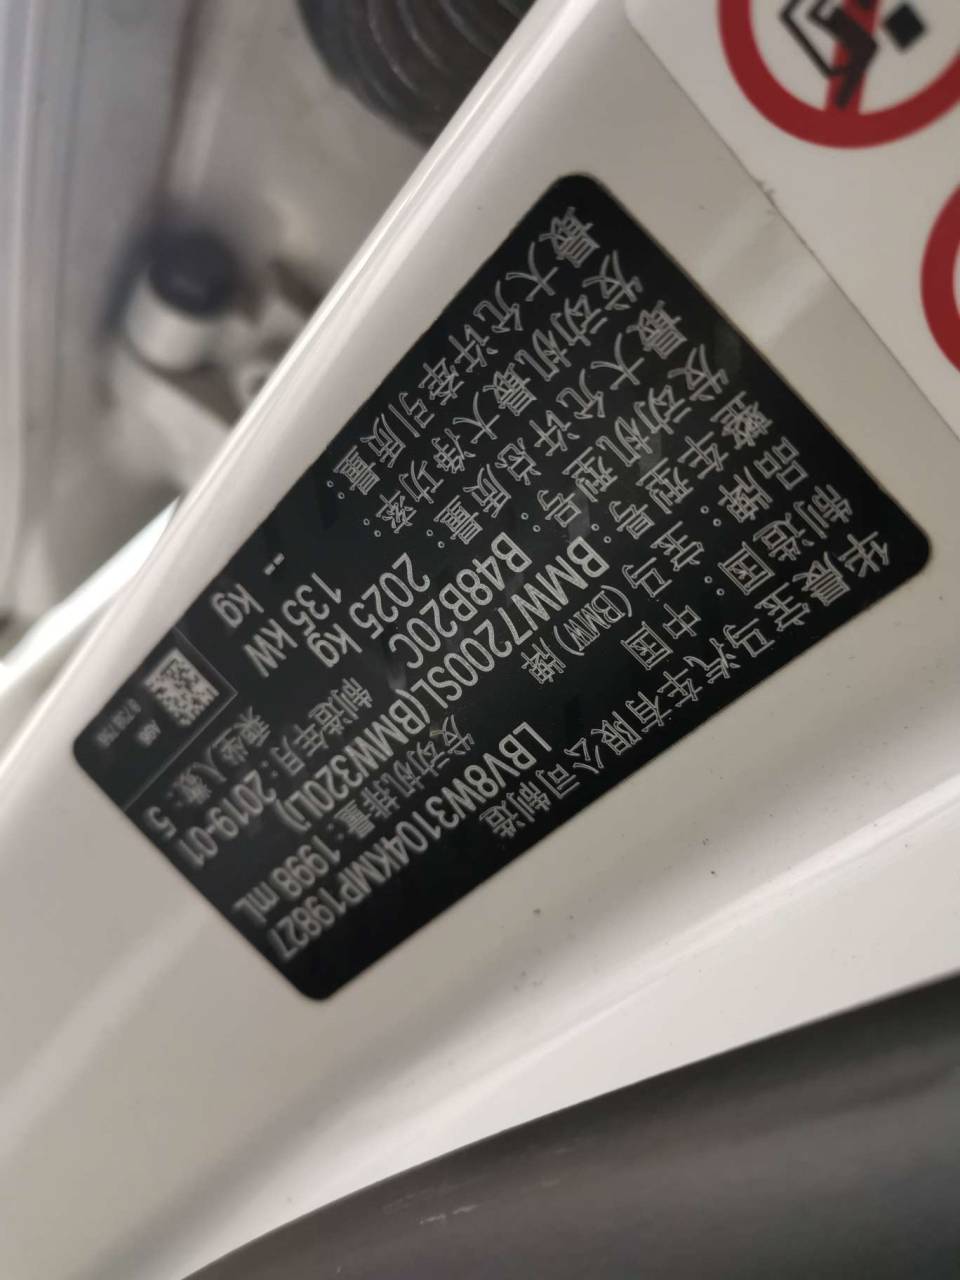 华晨宝马汽车有限公司制造
制造国: 中国 LBV8W3104KMP19827
品牌: 宝马(BMW)牌
整车型号: BMW7200SL(BMW320Li)
发动机型号: B48B20C 发动机排量: 1998 mL
最大允许总质量: 2025 kg 制造年月: 2019-01
发动机最大净功率: 135 kW 乘坐人数: 5
最大允许牵引质量: -- kg